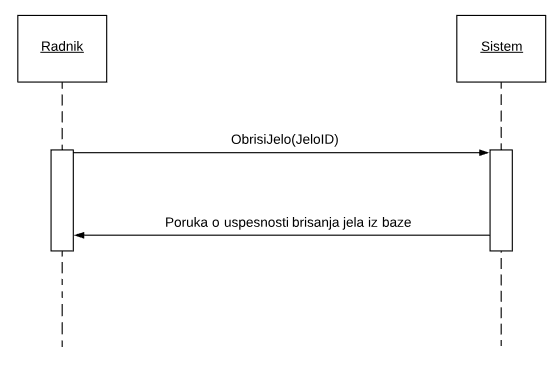 Radnik
Sistem
ObrisiJelo(JeloID)
Poruka o uspesnosti brisanja jela iz baze